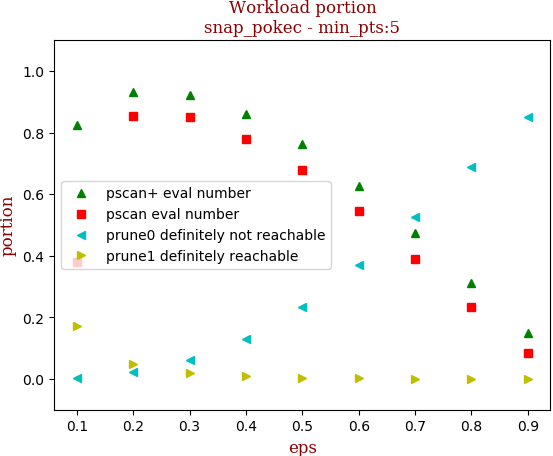 Workload portion
snap_pokec - min_pts:5
portion
1.0
0.8
0.6
0.4
0.2
0.0
pscan+ eval number
pscan eval number
prune0 definitely not reachable
prune1 definitely reachable
0.1 0.2 0.3 0.4 0.5 0.6 0.7 0.8 0.9
eps